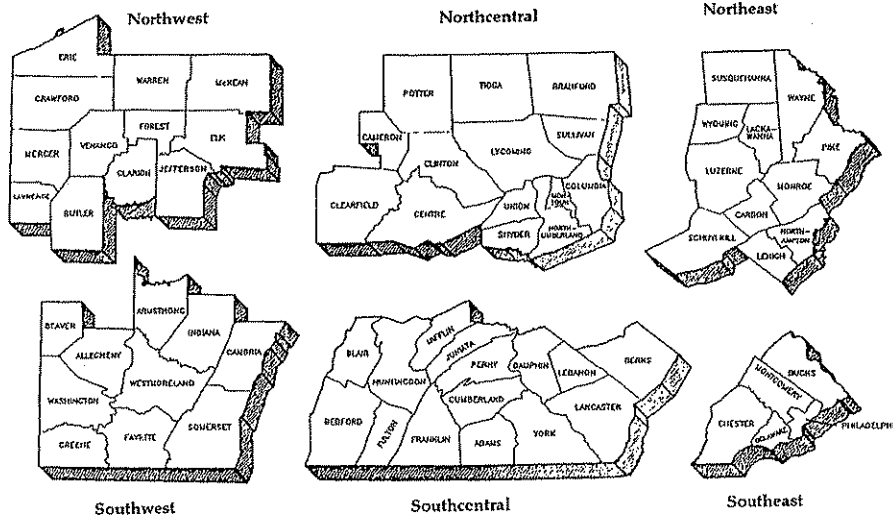 Northwest
ERIE
WARREN
McKEAN
CRAWFORD
FOREST
ELK
MERCER
VENANGO
CLARION
JEFFERSON
LAWRENCE
BUTLER
Northcentral
POTTER
TIOGA
BRADFORD
CAMERON
SULLIVAN
CLINTON
LYCOMING
CLEARFIELD
CENTRE
UNION
MON-
TOUR
COLUMBIA
SNYDER
NORTH-
UMBERLAND
Northeast
SUSQUEHANNA
WAYNE
WYOMING
LACKA-
WANNA
PIKE
LUZERNE
MONROE
CARBON
SCHUYLKILL
NORTH-
AMPTON
LEHIGH
ARMSTRONG
BEAVER
INDIANA
ALLEGHENY
CAMBRIA
WESTMORELAND
WASHINGTON
GREENE
FAYETTE
SOMERSET
Southwest
MIFFLIN
BLAIR
JUNIATA
HUNTINGDON
PERRY
DAUPHIN
LEBANON
BERKS
CUMBERLAND
LANCASTER
BEDFORD
FULTON
FRANKLIN
ADAMS
YORK
Southcentral
BUCKS
MONTGOMERY
CHESTER
DELAWARE
PHILADELPH
Southeast